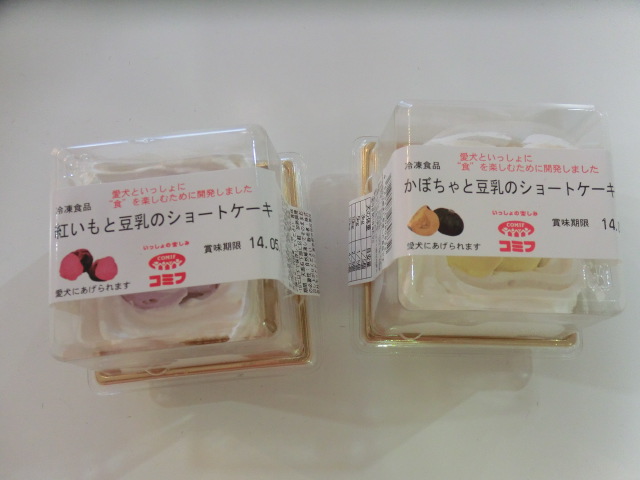 冷凍食品
愛犬といっしょに
"食"を楽しむために開発しました
紅いもと豆乳のショートケーキ
いっしょの楽しみ
COMIF
コミフ
賞味期限 14.05
愛犬にあげられます
冷凍食品
愛犬といっしょに
"食"を楽しむために開発しました
かぼちゃと豆乳のショートケーキ
いっしょの楽しみ
COMIF
コミフ
賞味期限 14.
愛犬にあげられます